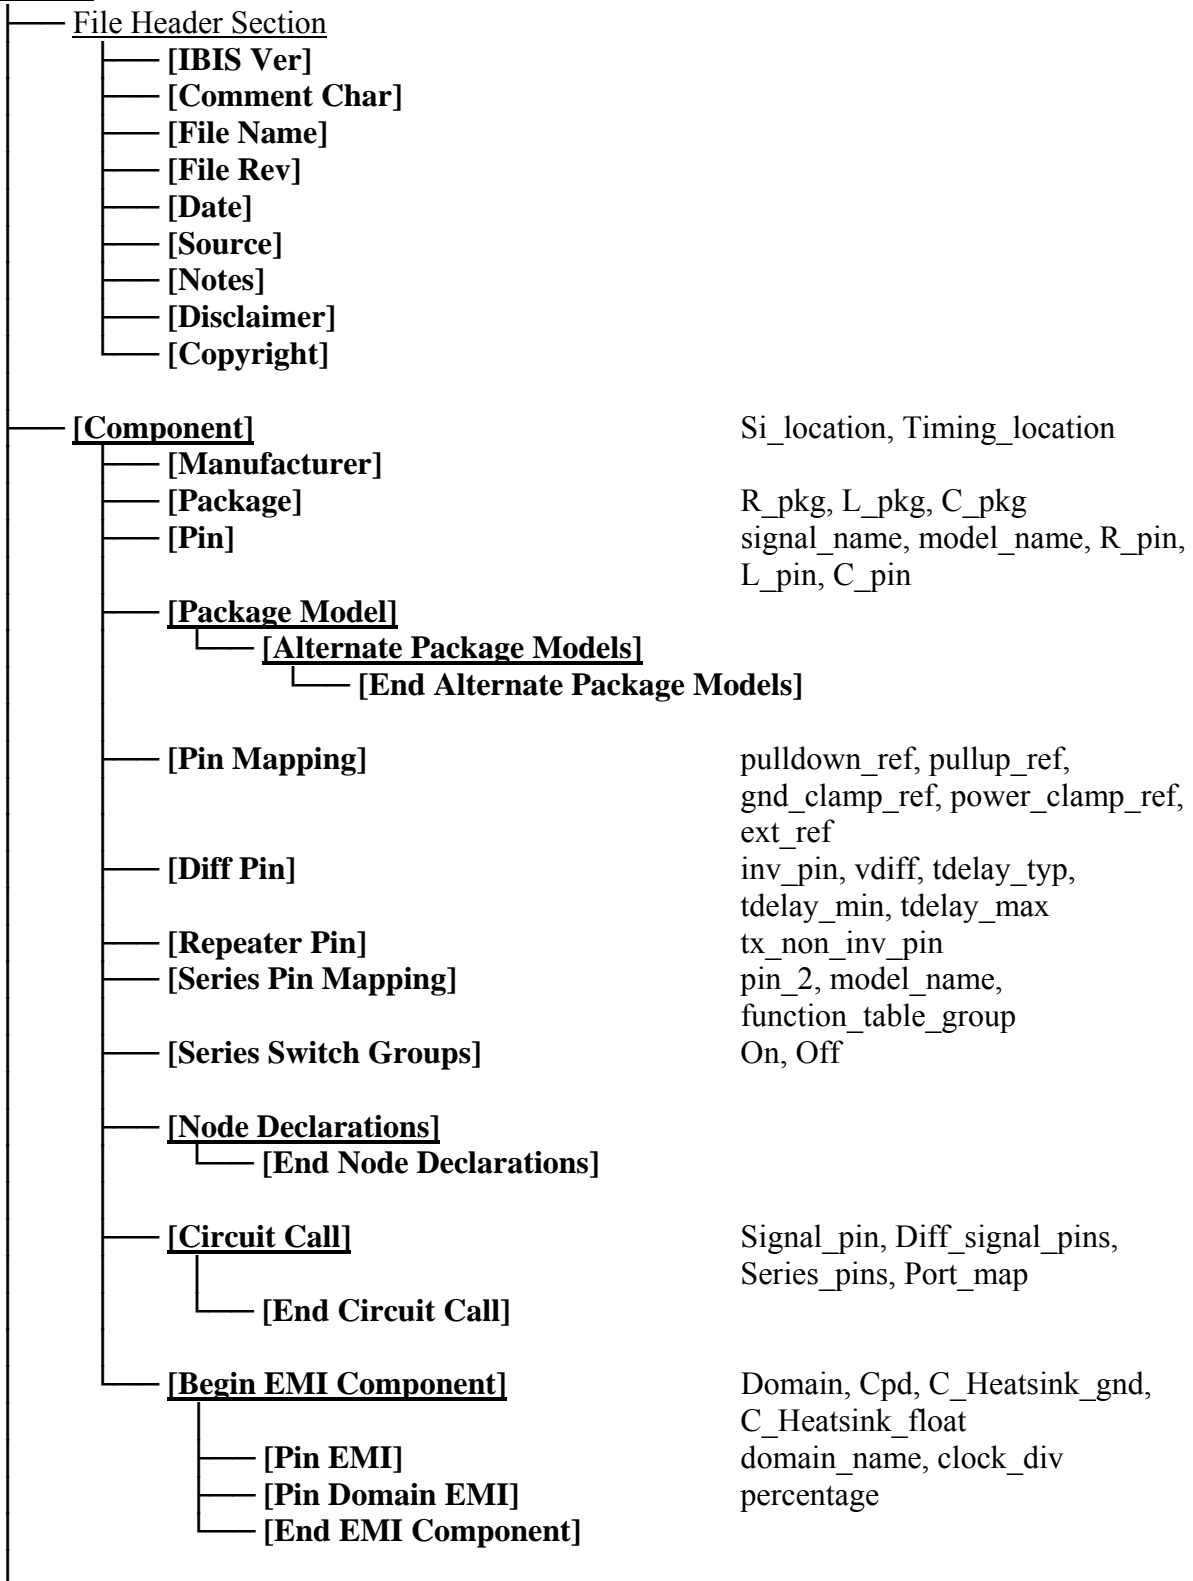 File Header Section
[IBIS Ver]
[Comment Char]
[File Name]
[File Rev]
[Date]
[Source]
[Notes]
[Disclaimer]
[Copyright]
[Component] Si_location, Timing_location
[Manufacturer]
[Package] R_pkg, L_pkg, C_pkg
[Pin] signal_name, model_name, R_pin,
L_pin, C_pin
[Package Model]
[Alternate Package Models]
[End Alternate Package Models]
[Pin Mapping] pulldown_ref, pullup_ref,
gnd_clamp_ref, power_clamp_ref,
ext_ref
[Diff Pin] inv_pin, vdiff, tdelay_typ,
tdelay_min, tdelay_max
[Repeater Pin] tx_non_inv_pin
[Series Pin Mapping] pin_2, model_name,
function_table_group
[Series Switch Groups] On, Off
[Node Declarations]
[End Node Declarations]
[Circuit Call] Signal_pin, Diff_signal_pins,
Series_pins, Port_map
[End Circuit Call]
[Begin EMI Component] Domain, Cpd, C_Heatsink_gnd,
C_Heatsink_float
[Pin EMI] domain_name, clock_div
[Pin Domain EMI] percentage
[End EMI Component]